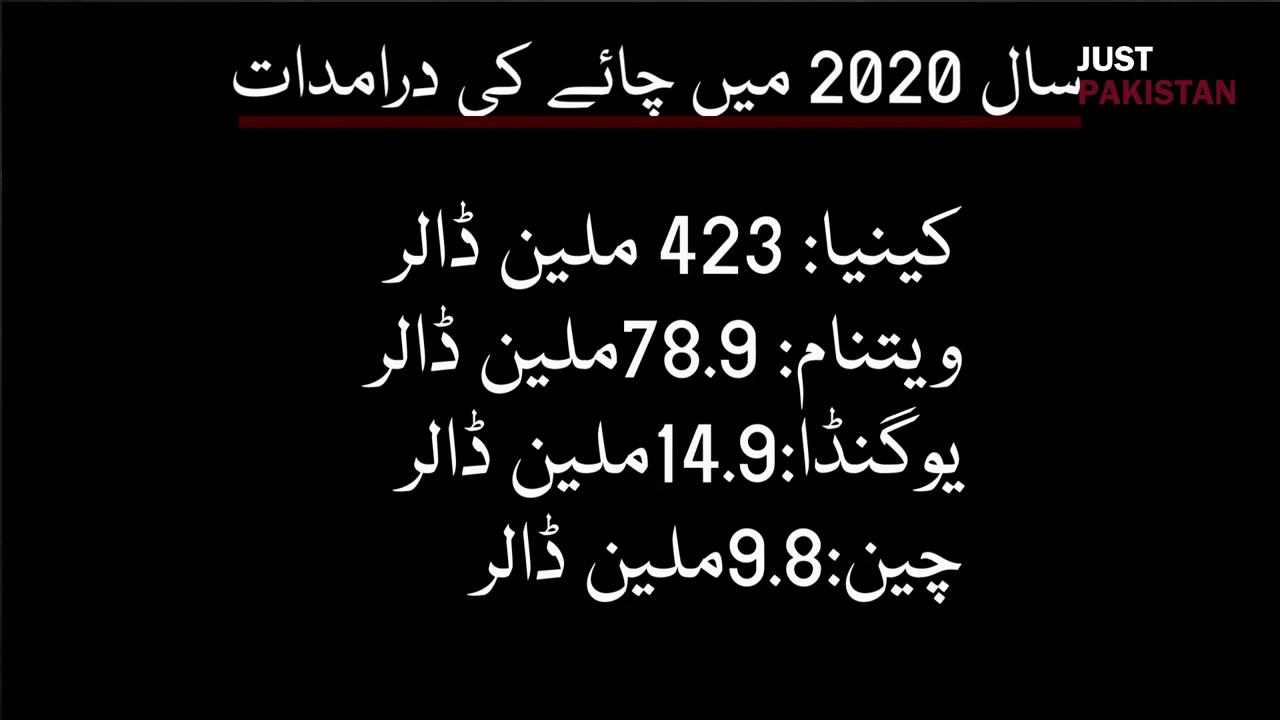 سال 2020 میں چائے کی درامدات
JUST
PAKISTAN
کینیا: 423 ملین ڈالر
ویتنام: 78.9ملین ڈالر
یوگنڈا:14.9ملین ڈالر
چین:9.8ملین ڈالر